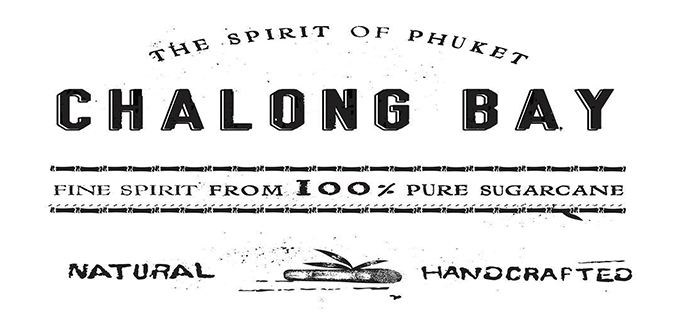 THE SPIRIT OF PHUKET
CHALONG BAY
FINE SPIRIT FROM 100% PURE SUGARCANE
NATURAL HANDCRAFTED